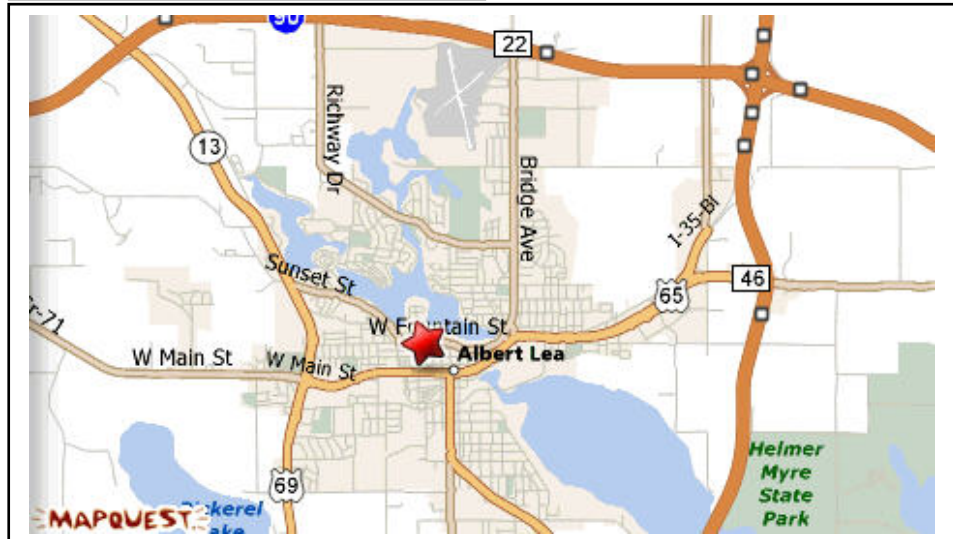 90
22
Richway Dr
13
Bridge Ave
I-35-Bl
Sunset St
46
65
W Fountain St
Albert Lea
W Main St
W Main St
69
Helmer
Myre
State
Park
MAPQUEST